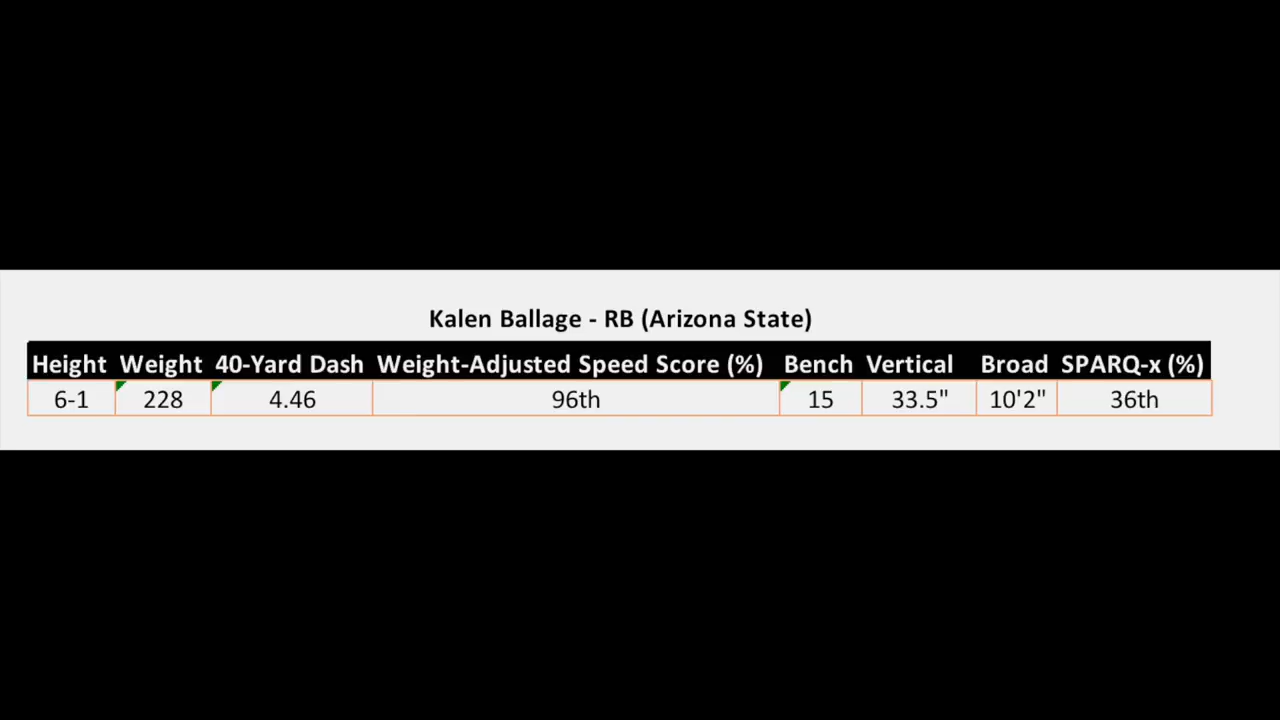 Kalen Ballage - RB (Arizona State)
Height Weight 40-Yard Dash Weight-Adjusted Speed Score (%) Bench Vertical Broad SPARQ-x (%)
6-1 228 4.46 96th 15 33.5" 10'2" 36th